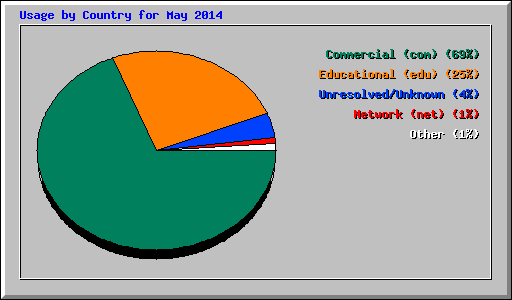 Usage by Country for May 2014
Commercial (com) (69%)
Educational (edu) (25%)
Unresolved/Unknown (4%)
Network (net) (1%)
Other (1%)